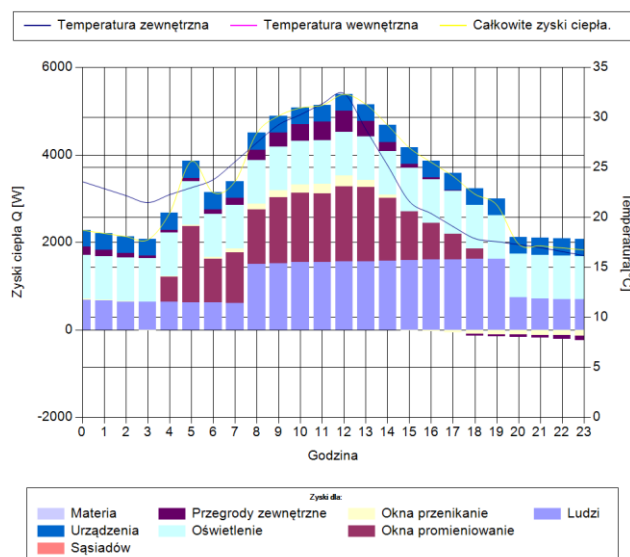 Temperatura zewnętrzna Temperatura wewnętrzna Całkowite zyski ciepła.
6000 35
30
4000 25
20
2000 15
10
0
5
-2000 0
Zyski ciepła Q [W]
Temperatura[°C]
0 1 2 3 4 5 6 7 8 9 10 11 12 13 14 15 16 17 18 19 20 21 22 23
Godzina
Zyski dla:
Materia Przegrody zewnętrzne Okna przenikanie Ludzi
Urządzenia Oświetlenie Okna promieniowanie
Sąsiadów